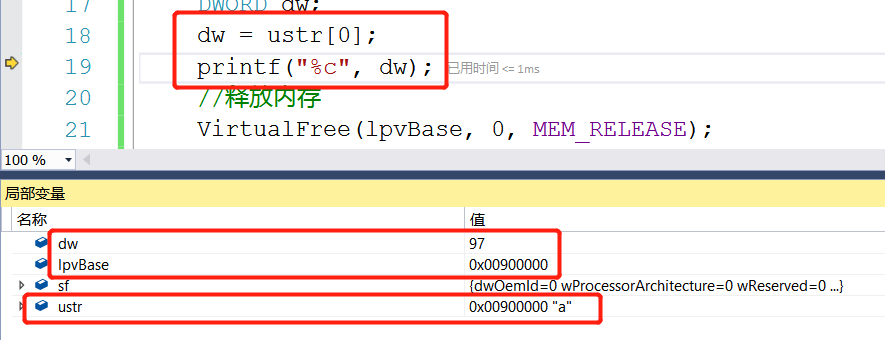 17 DWORD dw;
18 dw = ustr[0];
19 printf("%c", dw); 已用时间 <= 1ms
20 //释放内存
21 VirtualFree(lpvBase, 0, MEM_RELEASE);
100 %
局部变量
名称 值
dw 97
lpvBase 0x00900000
sf {dwOemId=0 wProcessorArchitecture=0 wReserved=0 ...}
ustr 0x00900000 "a"